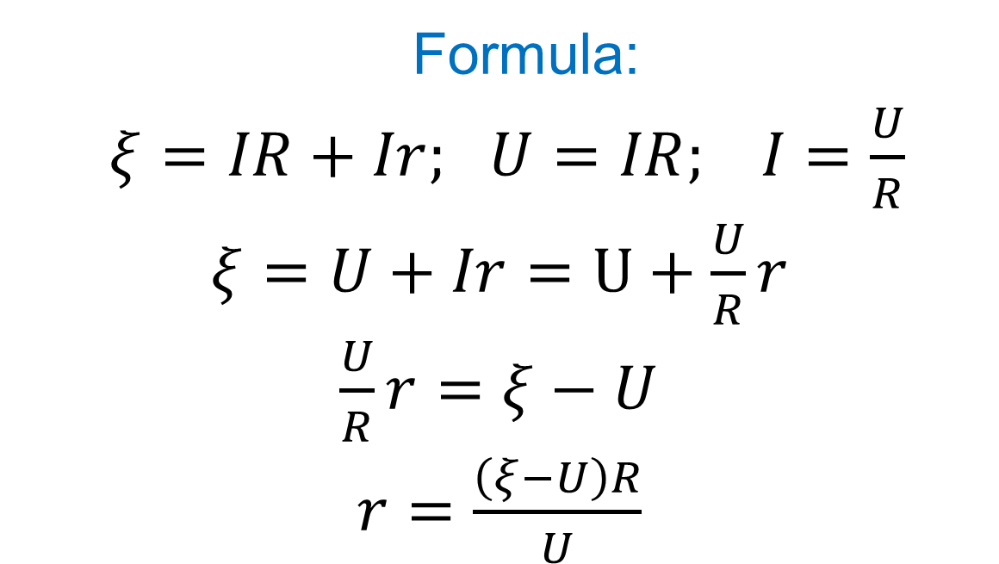 Formula:
ξ = IR + Ir; U = IR; I = U/R
ξ = U + Ir = U + U/R r
U/R r = ξ − U
r = (ξ−U)R/U